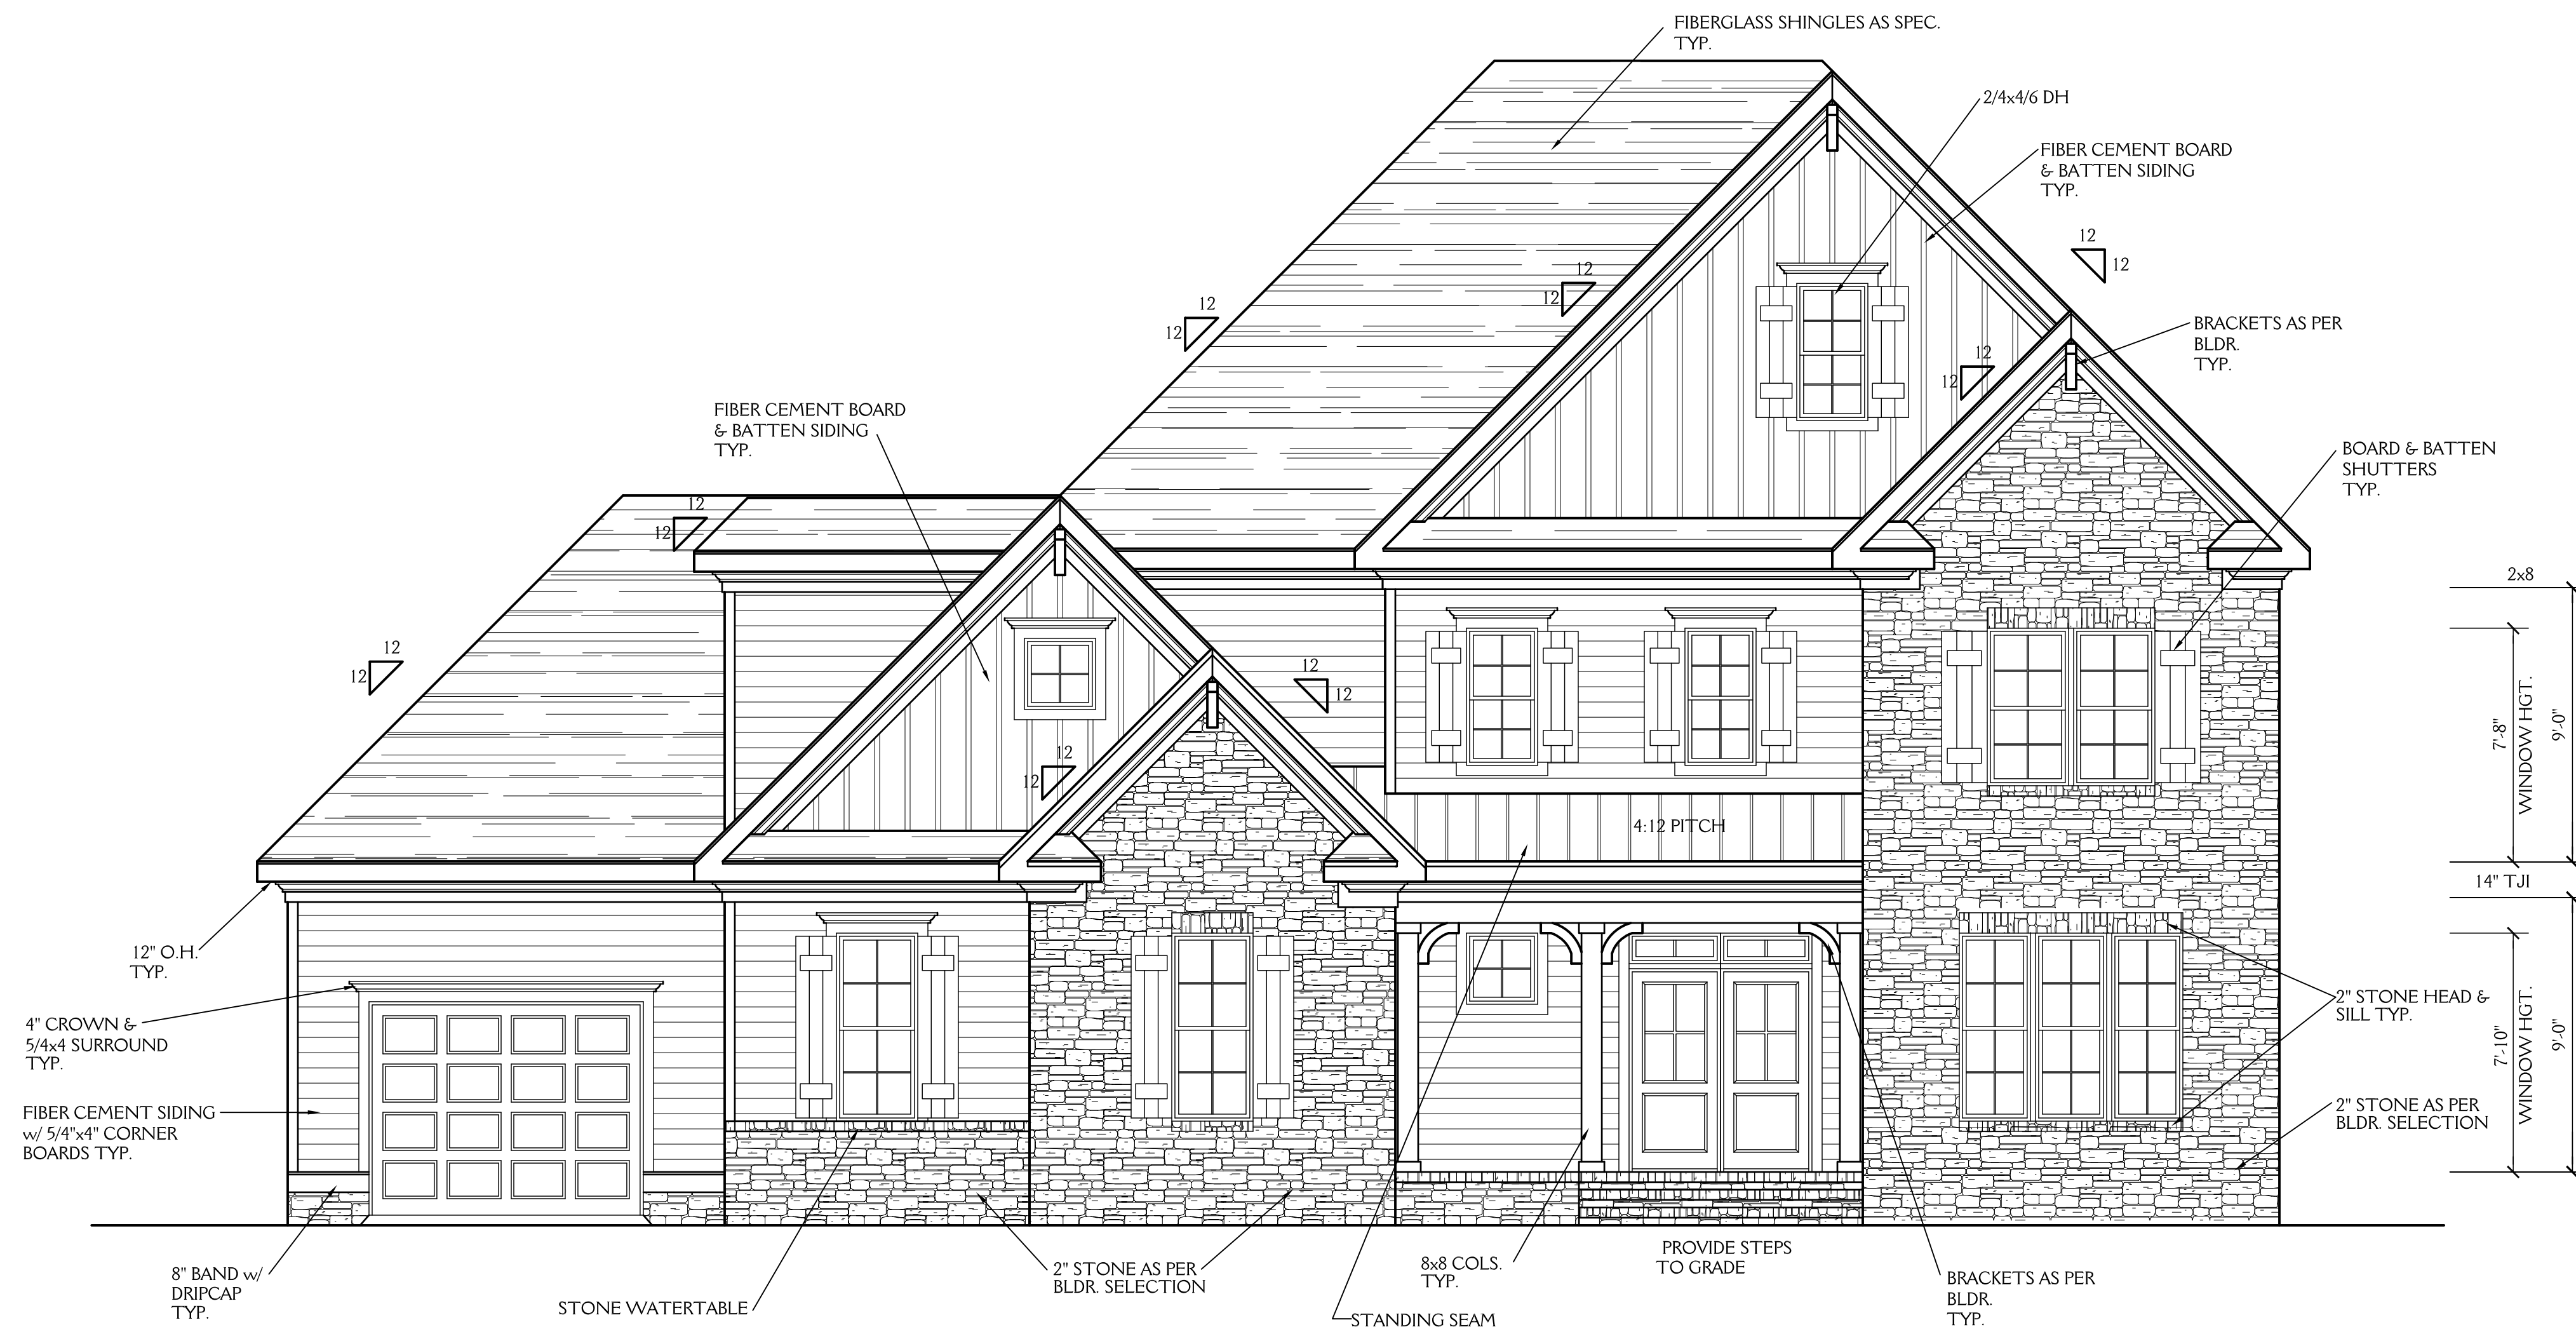 FIBERGLASS SHINGLES AS SPEC.
TYP.
2/4x4/6 DH
FIBER CEMENT BOARD
& BATTEN SIDING
TYP.
12
12
12
12
12
12
BRACKETS AS PER
BLDR.
TYP.
12
12
FIBER CEMENT BOARD
& BATTEN SIDING
TYP.
BOARD & BATTEN
SHUTTERS
TYP.
12
12
2x8
12
12
12
12
7'-8"
WINDOW HGT.
9'-0"
12
12
4:12 PITCH
14" TJI
12" O.H.
TYP.
4" CROWN &
5/4x4 SURROUND
TYP.
2" STONE HEAD &
SILL TYP.
7'-10"
WINDOW HGT.
9'-0"
FIBER CEMENT SIDING
w/ 5/4"x4" CORNER
BOARDS TYP.
2" STONE AS PER
BLDR. SELECTION
8" BAND w/
DRIPCAP
TYP.
STONE WATERTABLE
2" STONE AS PER
BLDR. SELECTION
8x8 COLS.
TYP.
STANDING SEAM
PROVIDE STEPS
TO GRADE
BRACKETS AS PER
BLDR.
TYP.